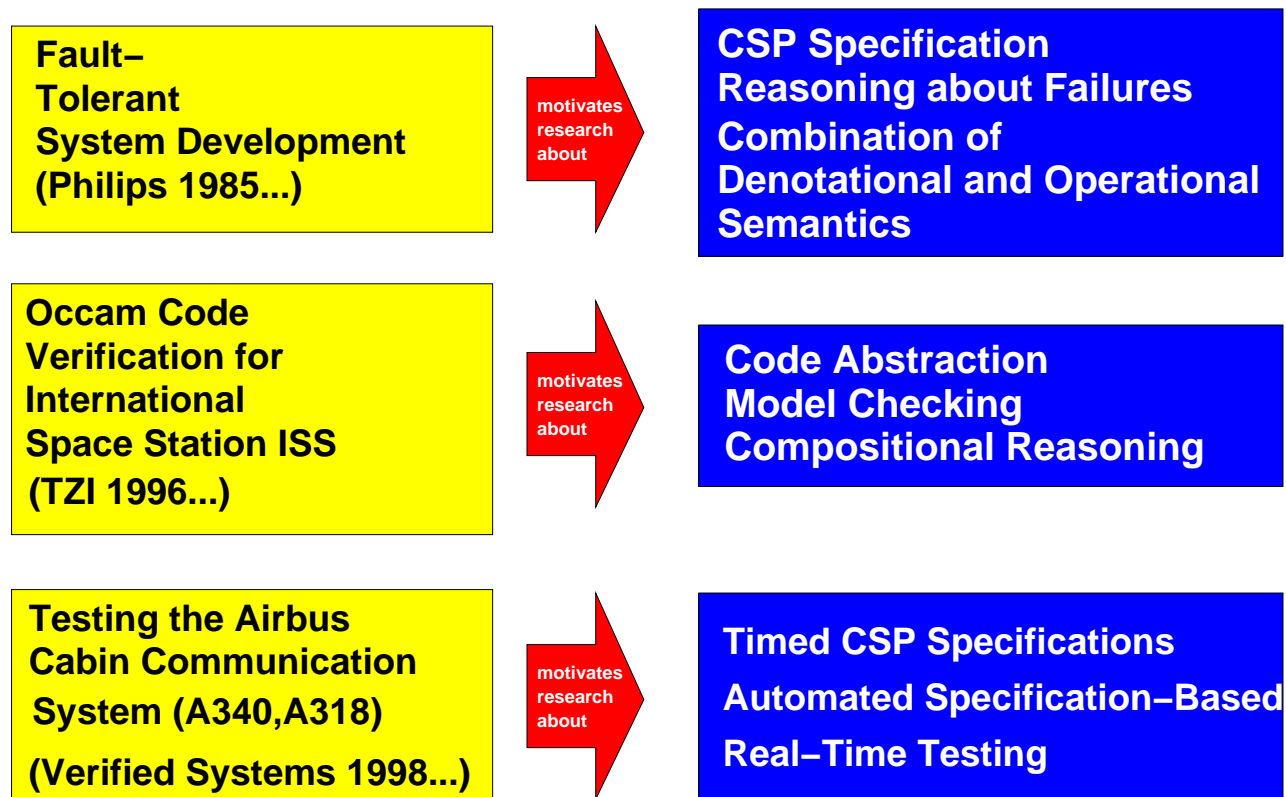 Fault–
Tolerant
System Development
(Philips 1985...)
motivates
research
about
CSP Specification
Reasoning about Failures
Combination of
Denotational and Operational
Semantics
Occam Code
Verification for
International
Space Station ISS
(TZI 1996...)
motivates
research
about
Code Abstraction
Model Checking
Compositional Reasoning
Testing the Airbus
Cabin Communication
System (A340,A318)
(Verified Systems 1998...)
motivates
research
about
Timed CSP Specifications
Automated Specification–Based
Real–Time Testing